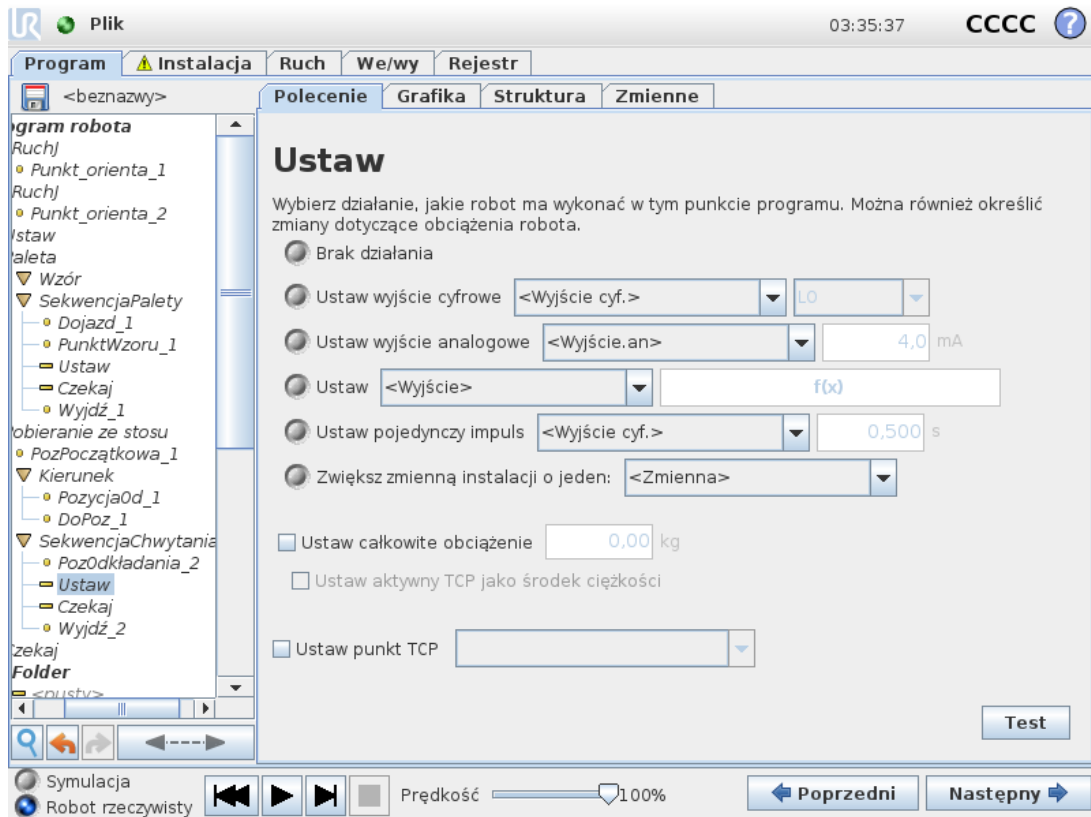 Plik
03:35:37
CCCC
?
Program
Instalacja
Ruch
We/wy
Rejestr
<beznazwy>
Polecenie
Grafika
Struktura
Zmienne
ogram robota
RuchJ
Punkt_orienta_1
RuchJ
Punkt_orienta_2
Ustaw
Paleta
Wzór
SekwencjaPalety
Dojazd_1
PunktWzoru_1
Ustaw
Czekaj
Wyjdź_1
Pobieranie ze stosu
PozPoczątkowa_1
Kierunek
PozycjaOd_1
DoPoz_1
SekwencjaChwytania
PozOdkładania_2
Ustaw
Czekaj
Wyjdź_2
Czekaj
Folder
<pusty>
Ustaw
Wybierz działanie, jakie robot ma wykonać w tym punkcie programu. Można również określić
zmiany dotyczące obciążenia robota.
Brak działania
Ustaw wyjście cyfrowe <Wyjście cyf.> LO
Ustaw wyjście analogowe <Wyjście.an> 4,0 mA
Ustaw <Wyjście> f(x)
Ustaw pojedynczy impuls <Wyjście cyf.> 0,500 s
Zwiększ zmienną instalacji o jeden: <Zmienna>
Ustaw całkowite obciążenie 0,00 kg
Ustaw aktywny TCP jako środek ciężkości
Ustaw punkt TCP
Test
Symulacja
Robot rzeczywisty
Prędkość 100%
Poprzedni
Następny